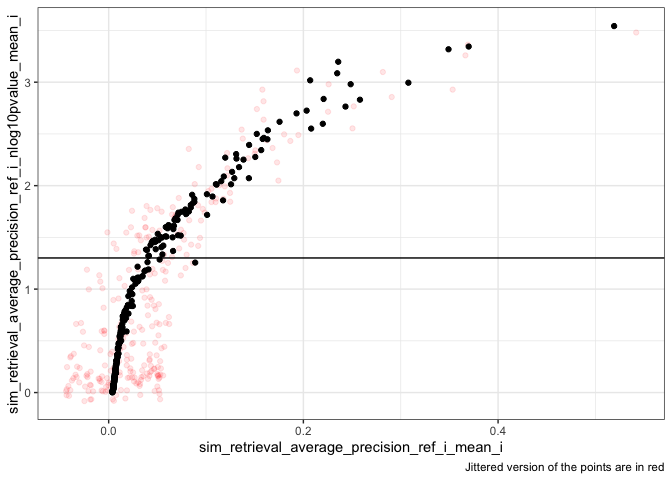 sim_retrieval_average_precision_ref_i_nlog10pvalue_mean_i
3
2
1
0
0.0
0.2
0.4
sim_retrieval_average_precision_ref_i_mean_i
Jittered version of the points are in red